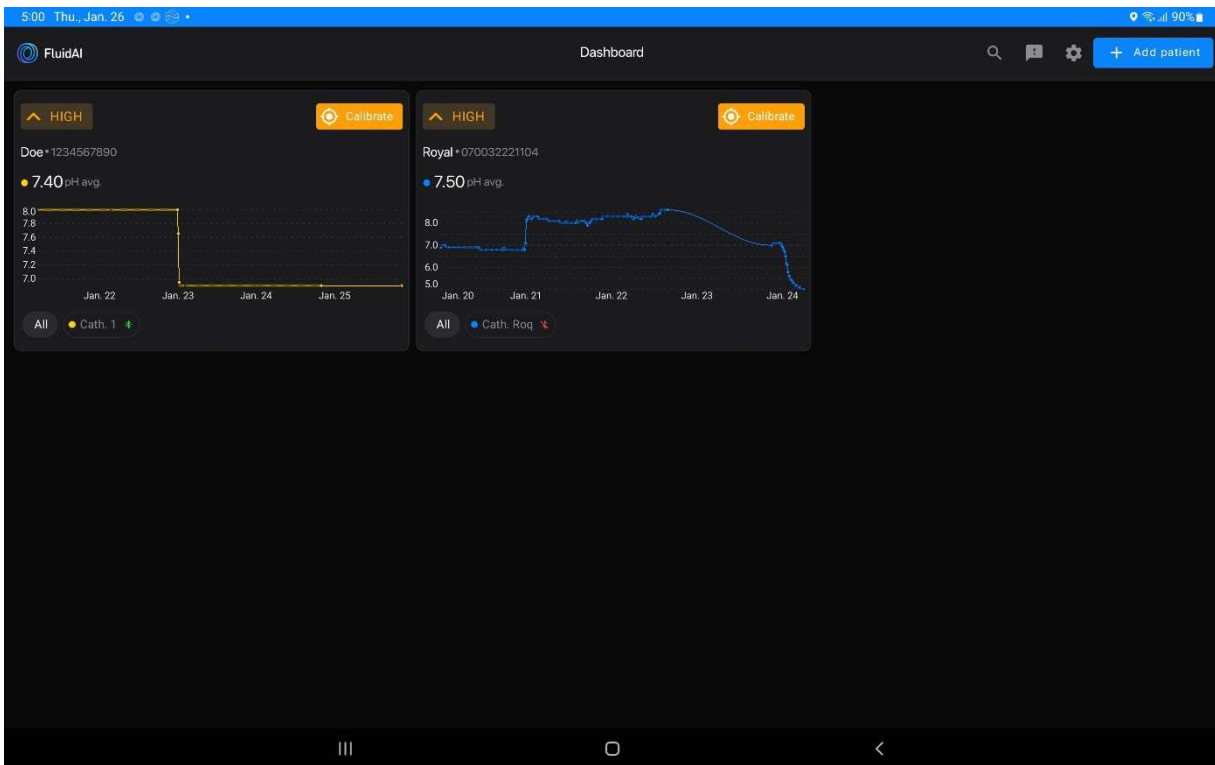 5:00 Thu., Jan. 26
90%
FluidAI
Dashboard
+ Add patient
HIGH
Calibrate
Doe • 1234567890
7.40 pH avg.
8.0
7.8
7.6
7.4
7.2
7.0
Jan. 22 Jan. 23 Jan. 24 Jan. 25
All
Cath. 1
HIGH
Calibrate
Royal • 070032221104
7.50 pH avg.
8.0
7.0
6.0
5.0
Jan. 20 Jan. 21 Jan. 22 Jan. 23 Jan. 24
All
Cath. Roq